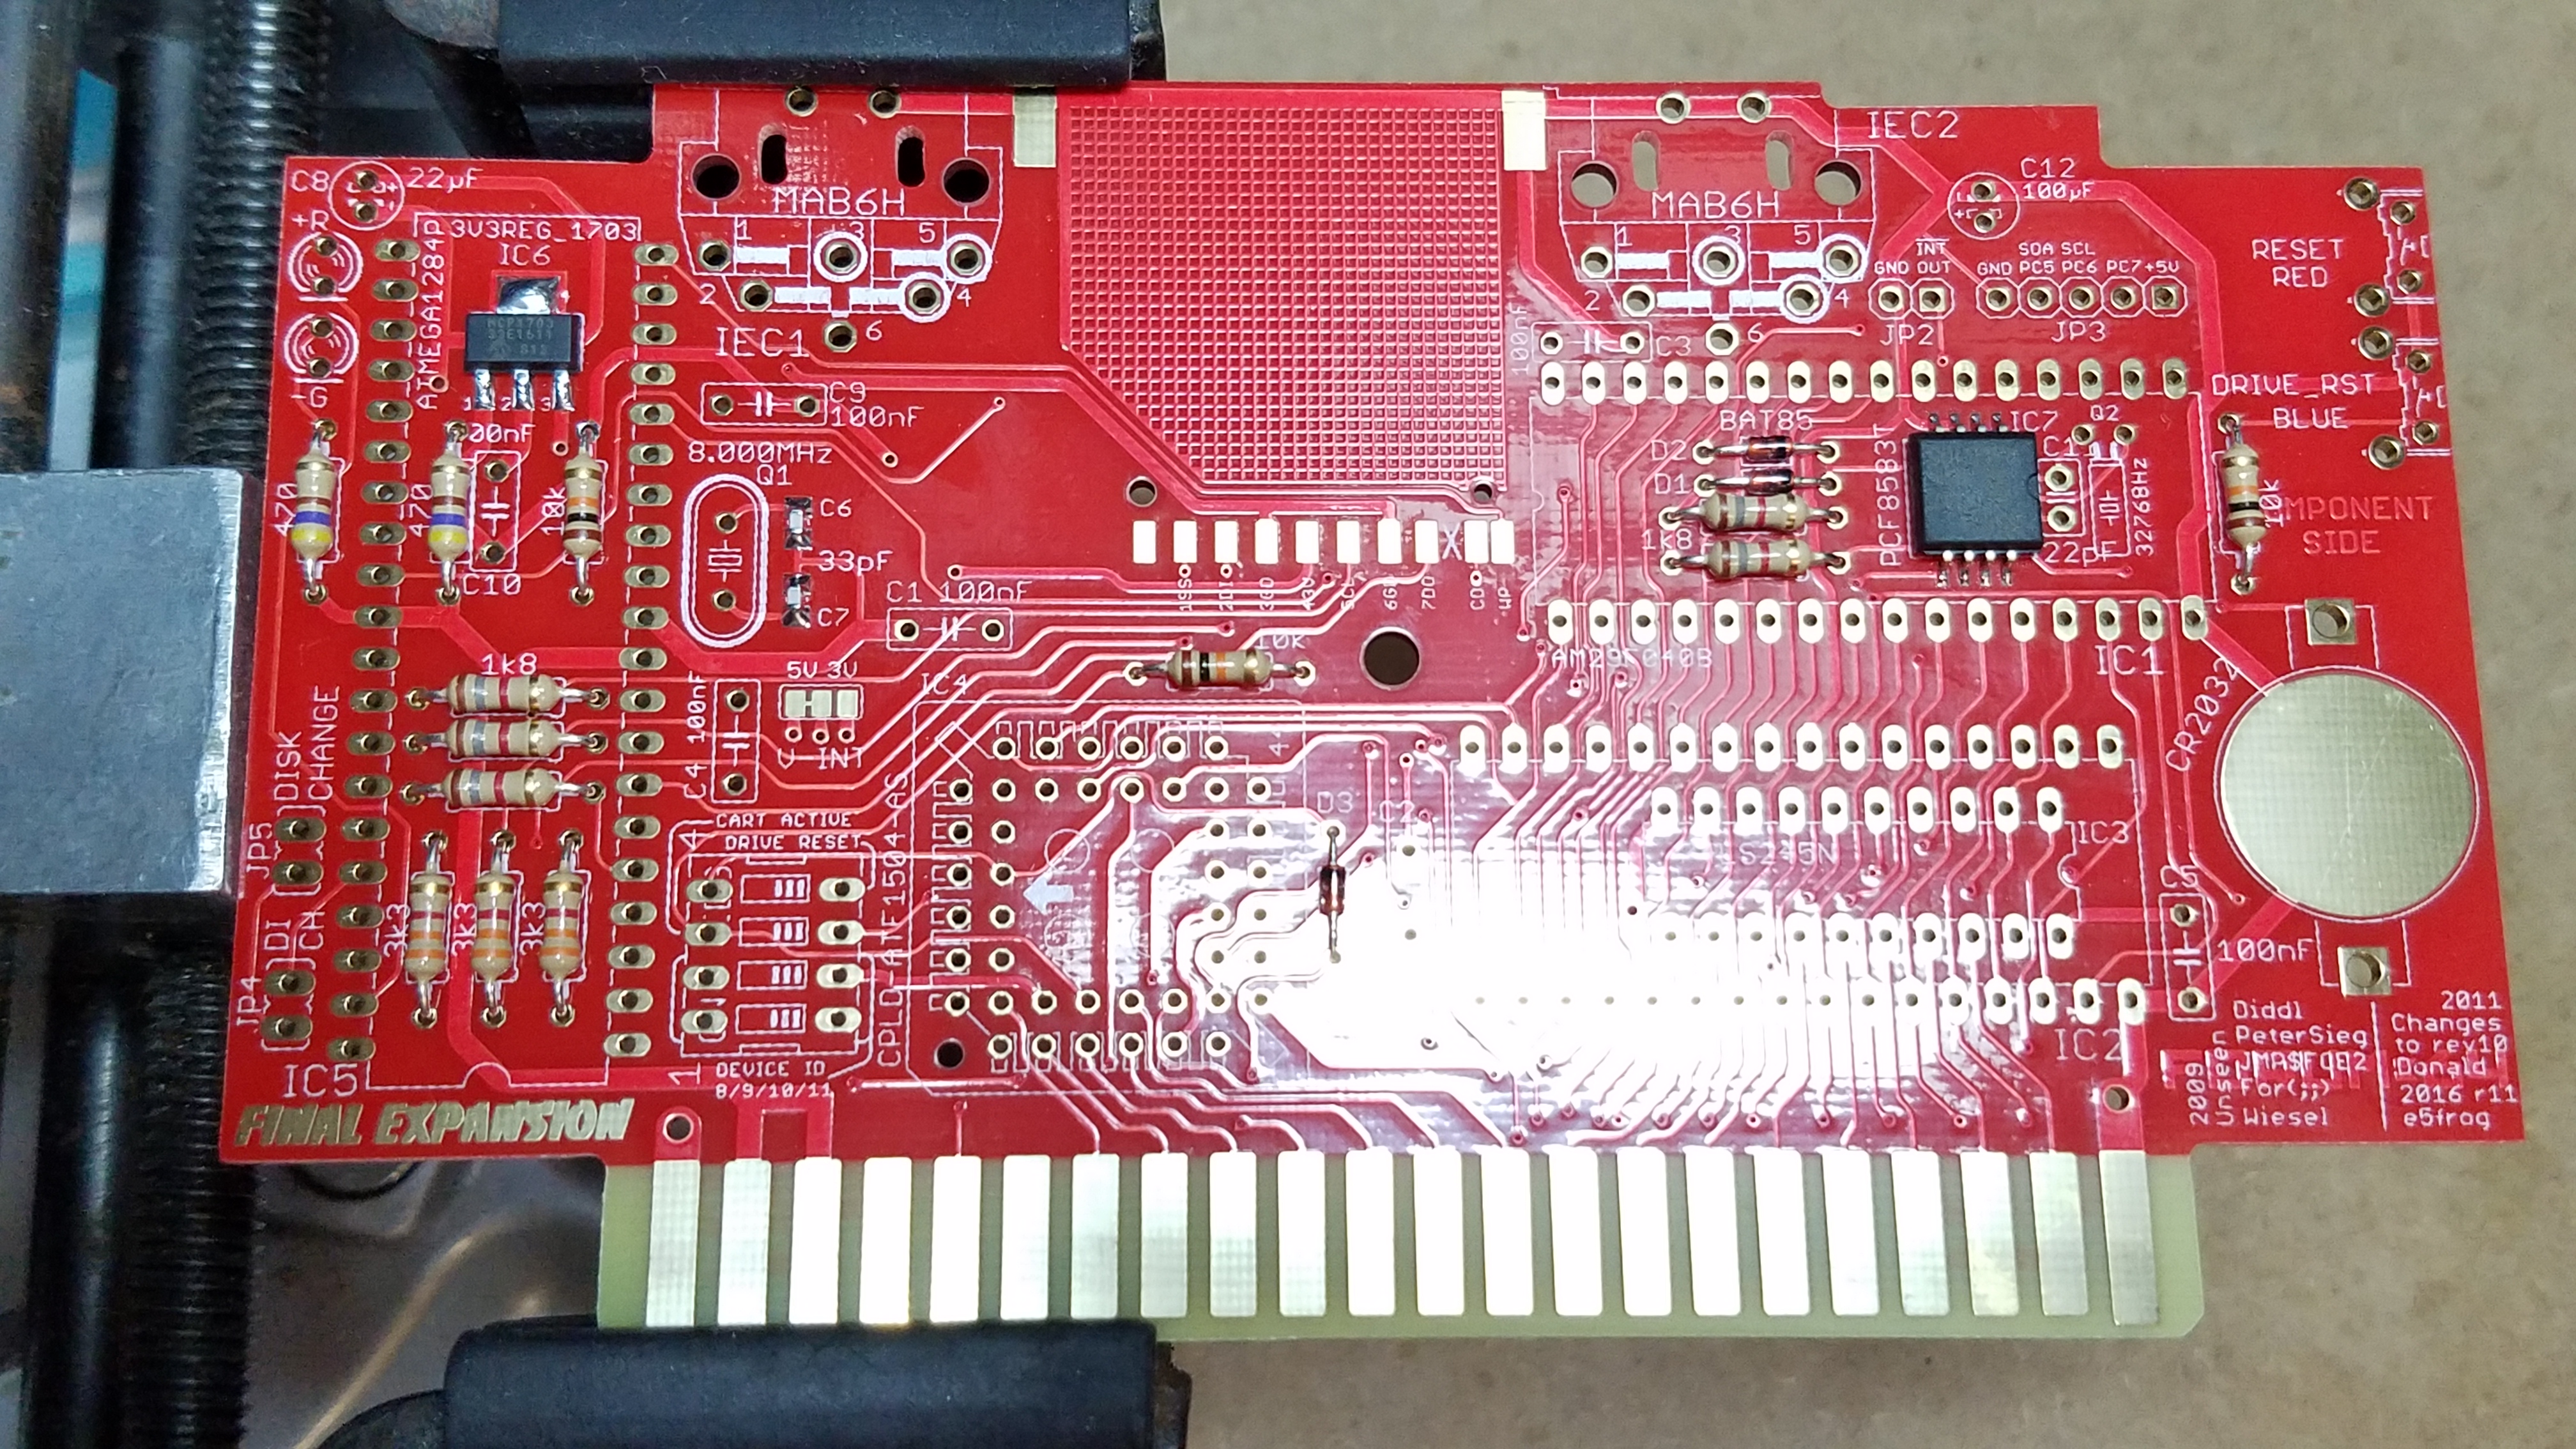 IEC2
C8 22µF
C12
100µF
+R
3V3REG_1703
IC6
ATMEGA1284P
MAB6H
1 3 5
2 4
6
MAB6H
1 3 5
2 4
6
INT
GND OUT
SDA SCL
GND PC5 PC6 PC7 +5V
RESET
RED
JP2
JP3
IEC1
100nF
C3
-G
1 2 3
C9
100nF
DRIVE_RST
BLUE
BAT85
IC7
Q2
D2
D1
8.000MHz
Q1
470
470
10k
C10
C6
33pF
C7
1k8
PCF8583T
22pF
32768Hz
10k
SIDE
C1 100nF
X
10k
AM29F040B
IC1
1k8
5V 3V
IC4
C4 100nF
CR2032
DISK
CHANGE
JP5
CART ACTIVE
DRIVE RESET
4
D3
C2
44
IC3
LS245N
3k3
3k3
3k3
DI
CH
JP4
CPLD ATF1504-AS
100nF
1
DEVICE ID
8/9/10/11
IC5
IC2
FINAL EXPANSION
2009
Unseen
Diddl
PeterSieg
For(;;)
Wiesel
2011
Changes
to rev10
Donald
2016 r11
e5frog